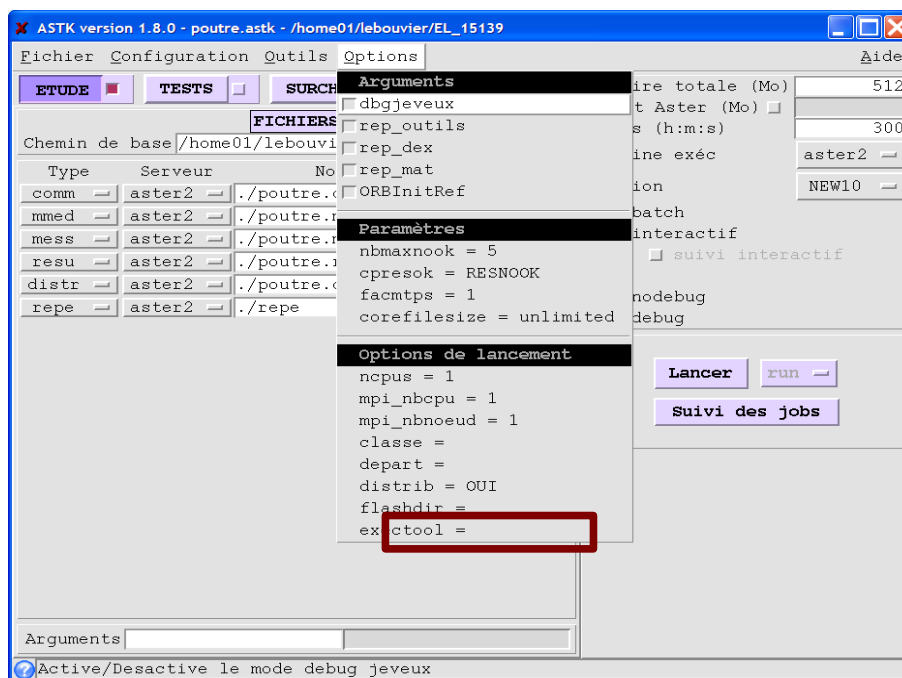 ASTK version 1.8.0 - poutre.astk - /home01/lebouvier/EL_15139
Fichier Configuration Outils Options Aide
ETUDE TESTS SURCH
FICHIERS
Chemin de base /home01/lebouvi
Type Serveur No
comm aster2 ./poutre.
mmed aster2 ./poutre.
mess aster2 ./poutre.
resu aster2 ./poutre.
distr aster2 ./poutre.
repe aster2 ./repe
Arguments
dbgjeveux
rep_outils
rep_dex
rep_mat
ORBInitRef
Paramètres
nbmaxnook = 5
cpresok = RESNOOK
facmtps = 1
corefilesize = unlimited
Options de lancement
ncpus = 1
mpi_nbcpu = 1
mpi_nbnoeud = 1
classe =
depart =
distrib = OUI
flashdir =
exectool =
ire totale (Mo) 512
t Aster (Mo)
s (h:m:s) 300
ine exéc aster2
ion NEW10
batch
interactif
suivi interactif
nodebug
debug
Lancer run
Suivi des jobs
Arguments
Active/Desactive le mode debug jeveux